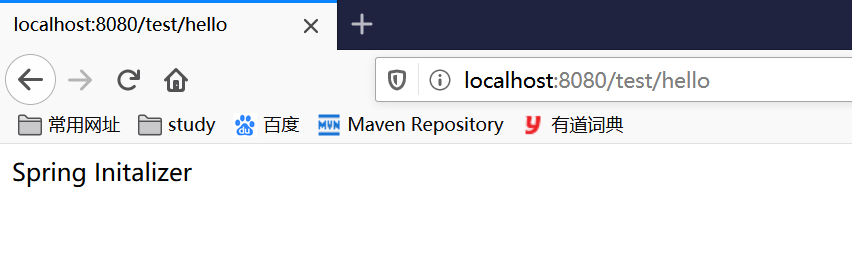 localhost:8080/test/hello
localhost:8080/test/hello
常用网址 study 百度 Maven Repository 有道词典
Spring Initalizer